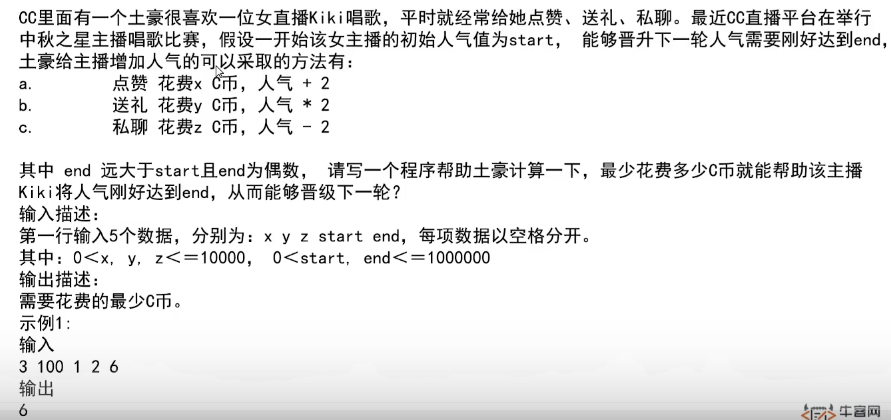 CC里面有一个土豪很喜欢一位女直播Kiki唱歌，平时就经常给她点赞、送礼、私聊。最近CC直播平台在举行
中秋之星主播唱歌比赛，假设一开始该女主播的初始人气值为start， 能够晋升下一轮人气需要刚好达到end，
土豪给主播增加人气的可以采取的方法有：
a. 点赞 花费x C币，人气 + 2
b. 送礼 花费y C币，人气 * 2
c. 私聊 花费z C币，人气 - 2
其中 end 远大于start且end为偶数， 请写一个程序帮助土豪计算一下，最少花费多少C币就能帮助该主播
Kiki将人气刚好达到end，从而能够晋级下一轮？
输入描述：
第一行输入5个数据，分别为：x y z start end，每项数据以空格分开。
其中：0<x, y, z<=10000， 0<start, end<=1000000
输出描述：
需要花费的最少C币。
示例1:
输入
3 100 1 2 6
输出
6
牛客网